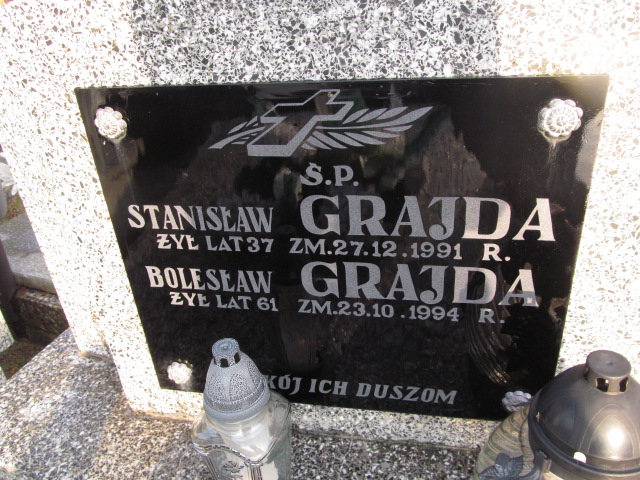 Ś.P.
STANISŁAW GRAJDA
ŻYŁ LAT 37 ZM. 27.12.1991 R.
BOLESŁAW GRAJDA
ŻYŁ LAT 61 ZM. 23.10.1994 R.
ICH DUSZOM